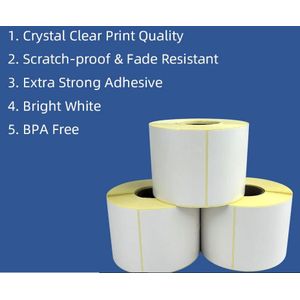 1. Crystal Clear Print Quality
2. Scratch-proof & Fade Resistant
3. Extra Strong Adhesive
4. Bright White
5. BPA Free